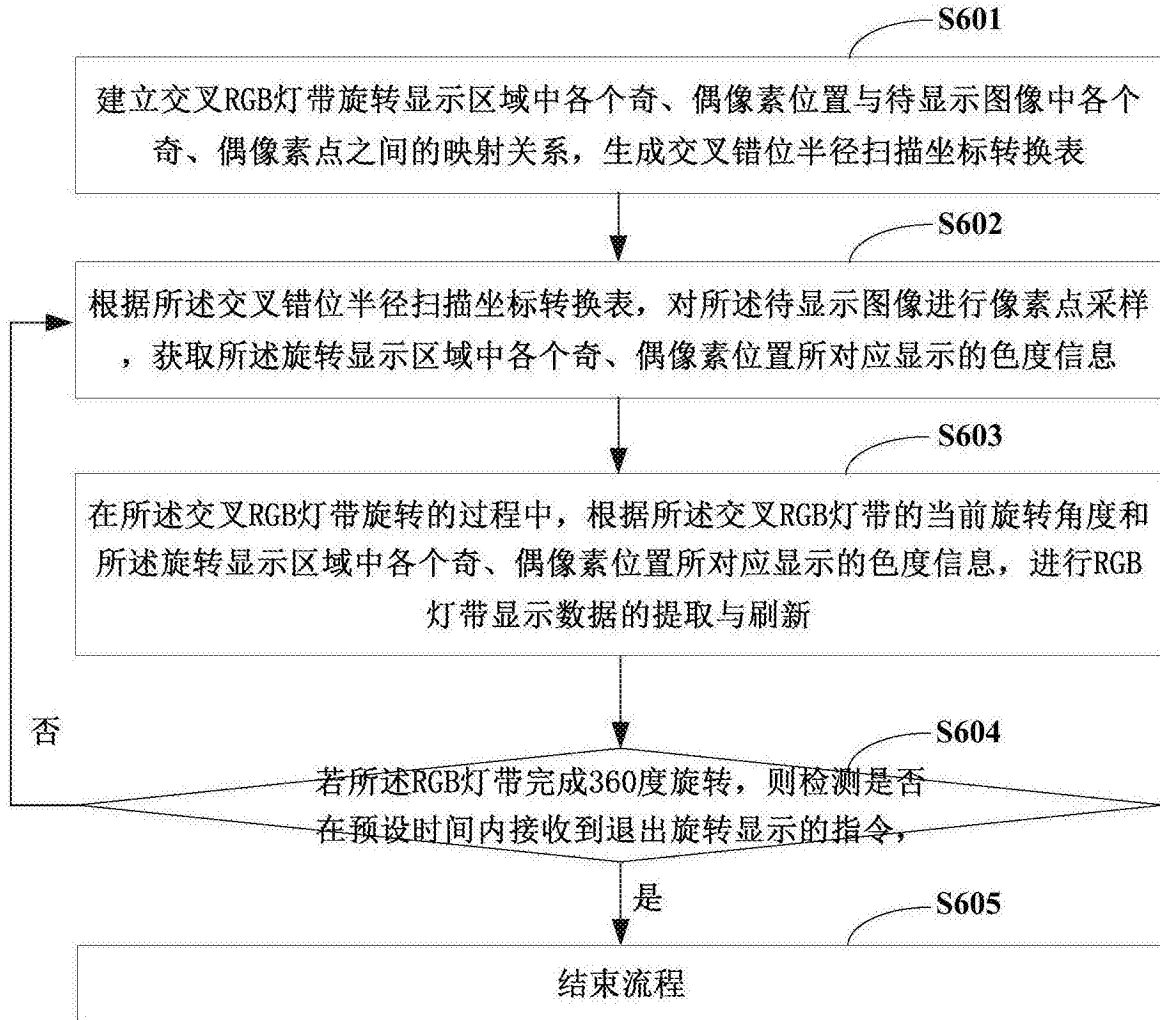 S601
建立交叉RGB灯带旋转显示区域中各个奇、偶像素位置与待显示图像中各个
奇、偶像素点之间的映射关系，生成交叉错位半径扫描坐标转换表
S602
根据所述交叉错位半径扫描坐标转换表，对所述待显示图像进行像素点采样
，获取所述旋转显示区域中各个奇、偶像素位置所对应显示的色度信息
S603
在所述交叉RGB灯带旋转的过程中，根据所述交叉RGB灯带的当前旋转角度和
所述旋转显示区域中各个奇、偶像素位置所对应显示的色度信息，进行RGB
灯带显示数据的提取与刷新
否
S604
若所述RGB灯带完成360度旋转，则检测是否
在预设时间内接收到退出旋转显示的指令，
是
S605
结束流程